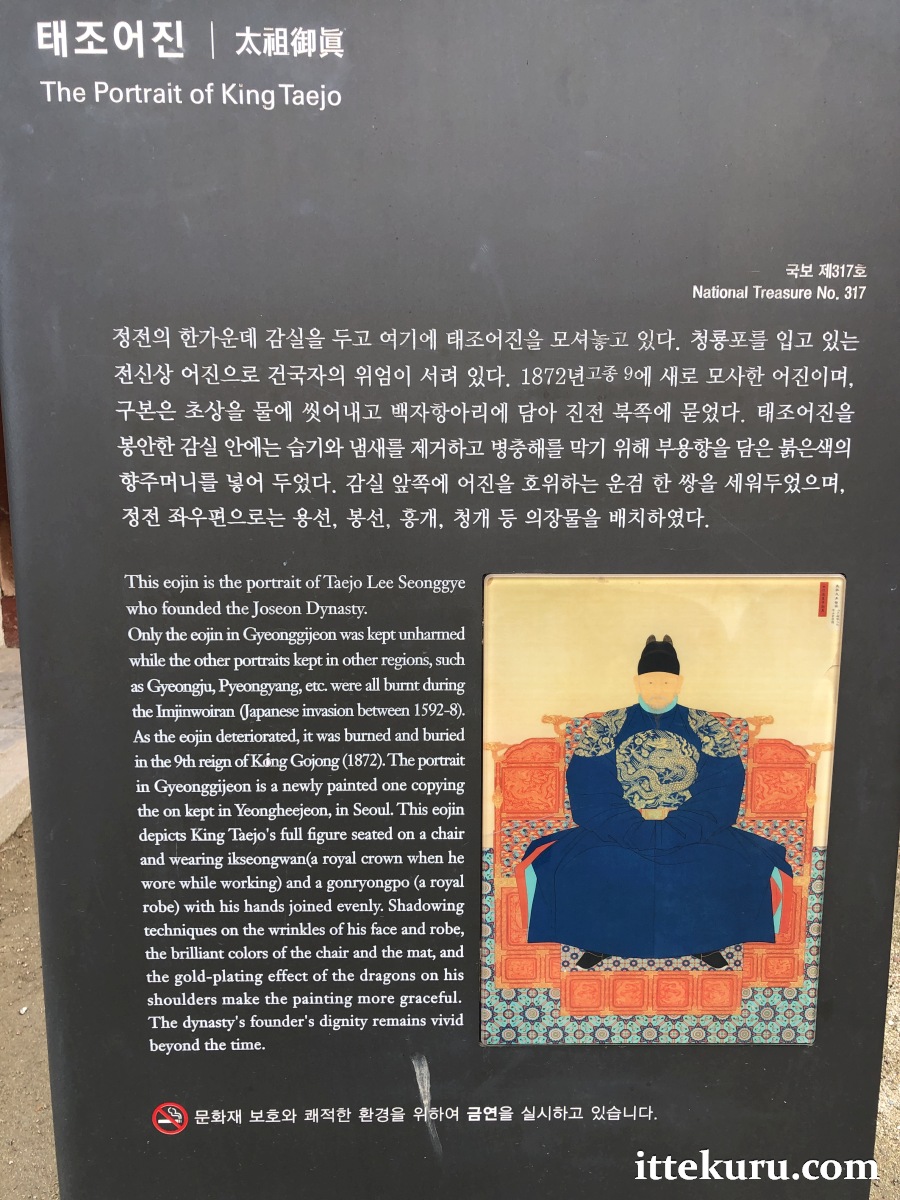 태조어진 | 太祖御眞
The Portrait of King Taejo
국보 제317호
National Treasure No. 317
정전의 한가운데 감실을 두고 여기에 태조어진을 모셔놓고 있다. 청룡포를 입고 있는
전신상 어진으로 건국자의 위엄이 서려 있다. 1872년고종 9에 새로 모사한 어진이며,
구본은 초상을 물에 씻어내고 백자항아리에 담아 진전 북쪽에 묻었다. 태조어진을
봉안한 감실 안에는 습기와 냄새를 제거하고 병충해를 막기 위해 부용향을 담은 붉은색의
향주머니를 넣어 두었다. 감실 앞쪽에 어진을 호위하는 운검 한 쌍을 세워두었으며,
정전 좌우편으로는 용선, 봉선, 홍개, 청개 등 의장물을 배치하였다.
This eojin is the portrait of Taejo Lee Seonggye
who founded the Joseon Dynasty.
Only the eojin in Gyeonggijeon was kept unharmed
while the other portraits kept in other regions, such
as Gyeongju, Pyeongyang, etc. were all burnt during
the Imjinwoiran (Japanese invasion between 1592-8).
As the eojin deteriorated, it was burned and buried
in the 9th reign of King Gojong (1872). The portrait
in Gyeonggijeon is a newly painted one copying
the on kept in Yeongheejeon, in Seoul. This eojin
depicts King Taejo's full figure seated on a chair
and wearing ikseongwan(a royal crown when he
wore while working) and a gonryongpo (a royal
robe) with his hands joined evenly. Shadowing
techniques on the wrinkles of his face and robe,
the brilliant colors of the chair and the mat, and
the gold-plating effect of the dragons on his
shoulders make the painting more graceful.
The dynasty's founder's dignity remains vivid
beyond the time.
문화재 보호와 쾌적한 환경을 위하여 금연을 실시하고 있습니다.
ittekuru.com